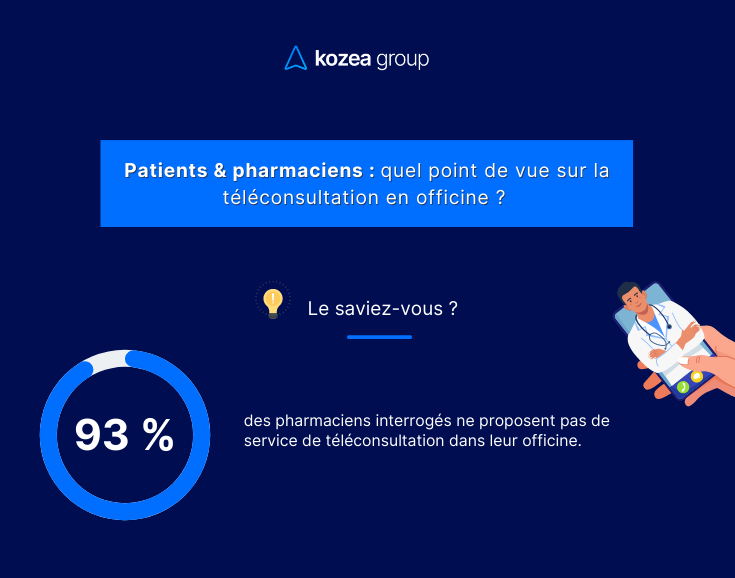 kozea group
Patients & pharmaciens : quel point de vue sur la
téléconsultation en officine ?
Le saviez-vous ?
93 %
des pharmaciens interrogés ne proposent pas de
service de téléconsultation dans leur officine.